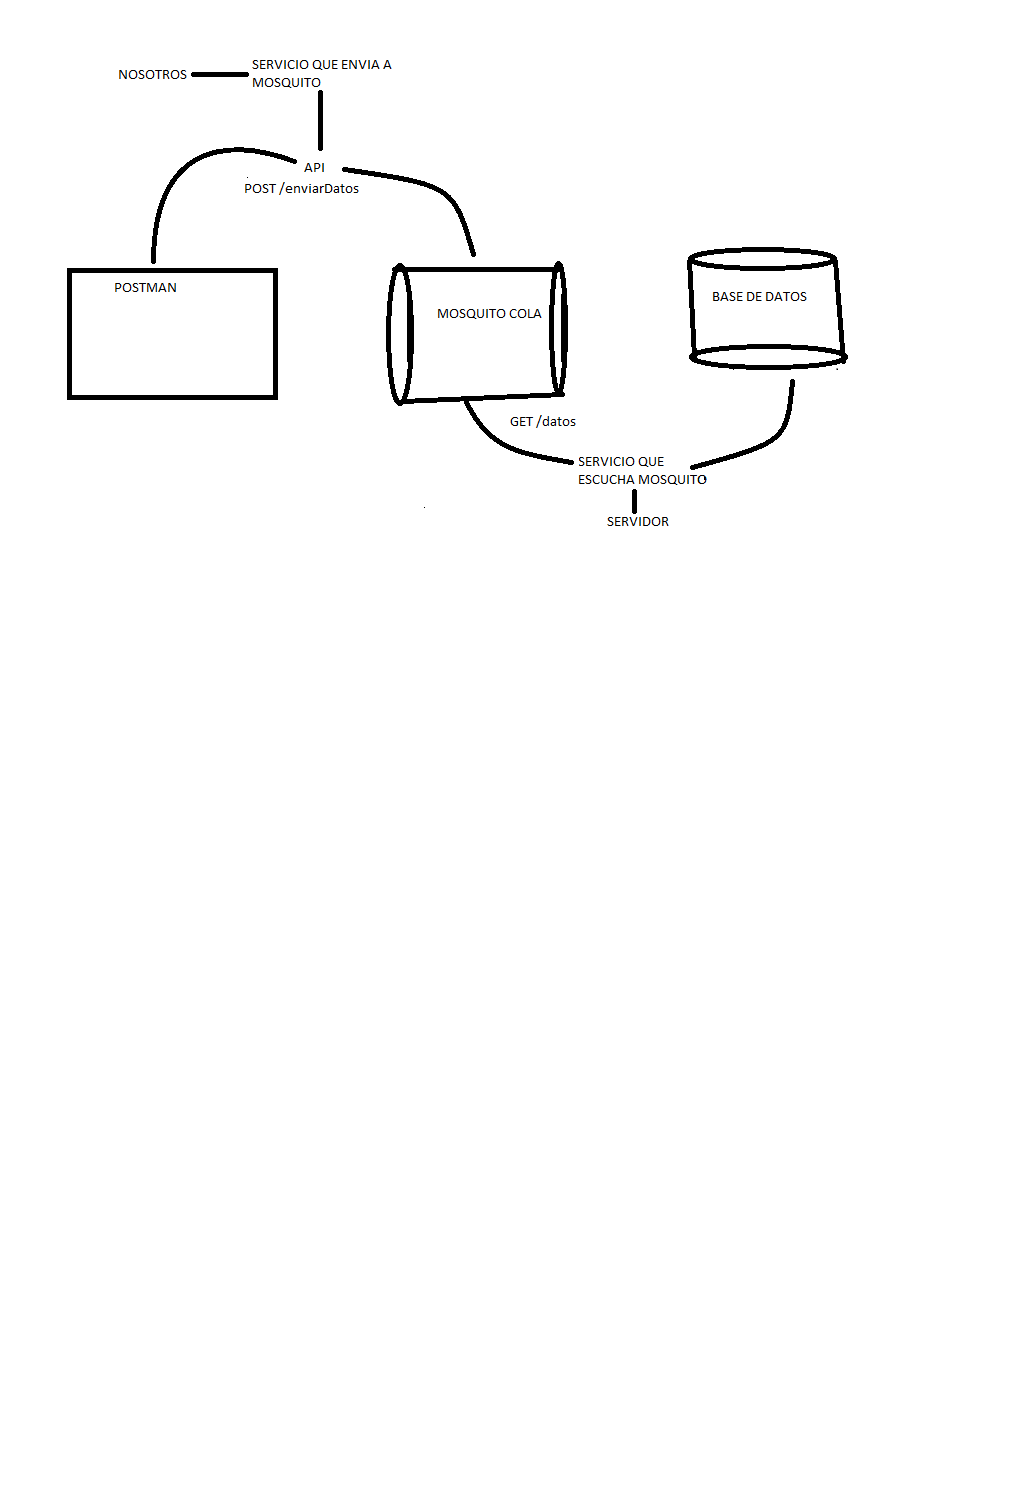 NOSOTROS
SERVICIO QUE ENVIA A
MOSQUITO
API
POST /enviarDatos
POSTMAN
MOSQUITO COLA
BASE DE DATOS
GET /datos
SERVICIO QUE
ESCUCHA MOSQUITO
SERVIDOR